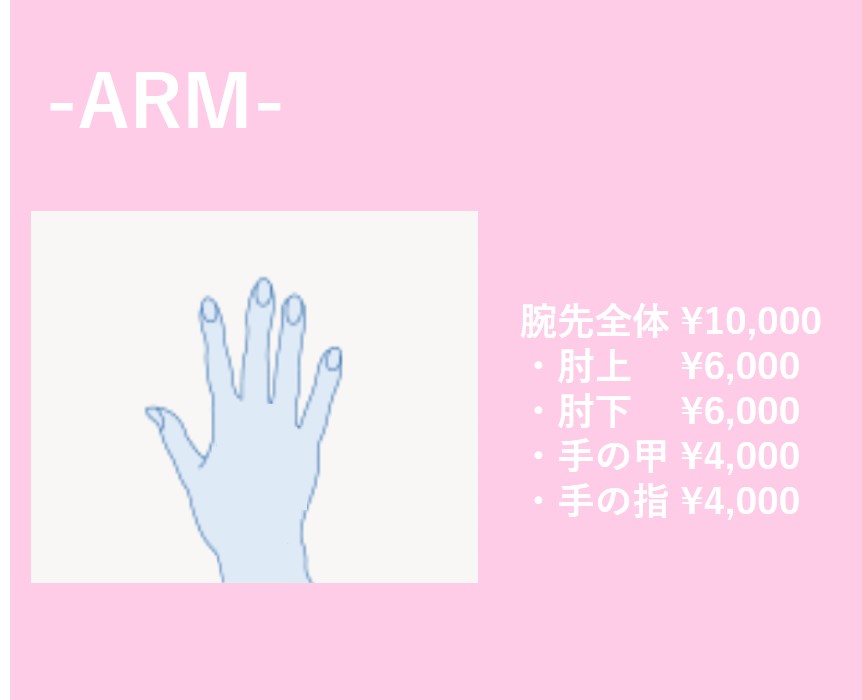 -ARM-
腕先全体 ¥10,000
・肘上 ¥6,000
・肘下 ¥6,000
・手の甲 ¥4,000
・手の指 ¥4,000